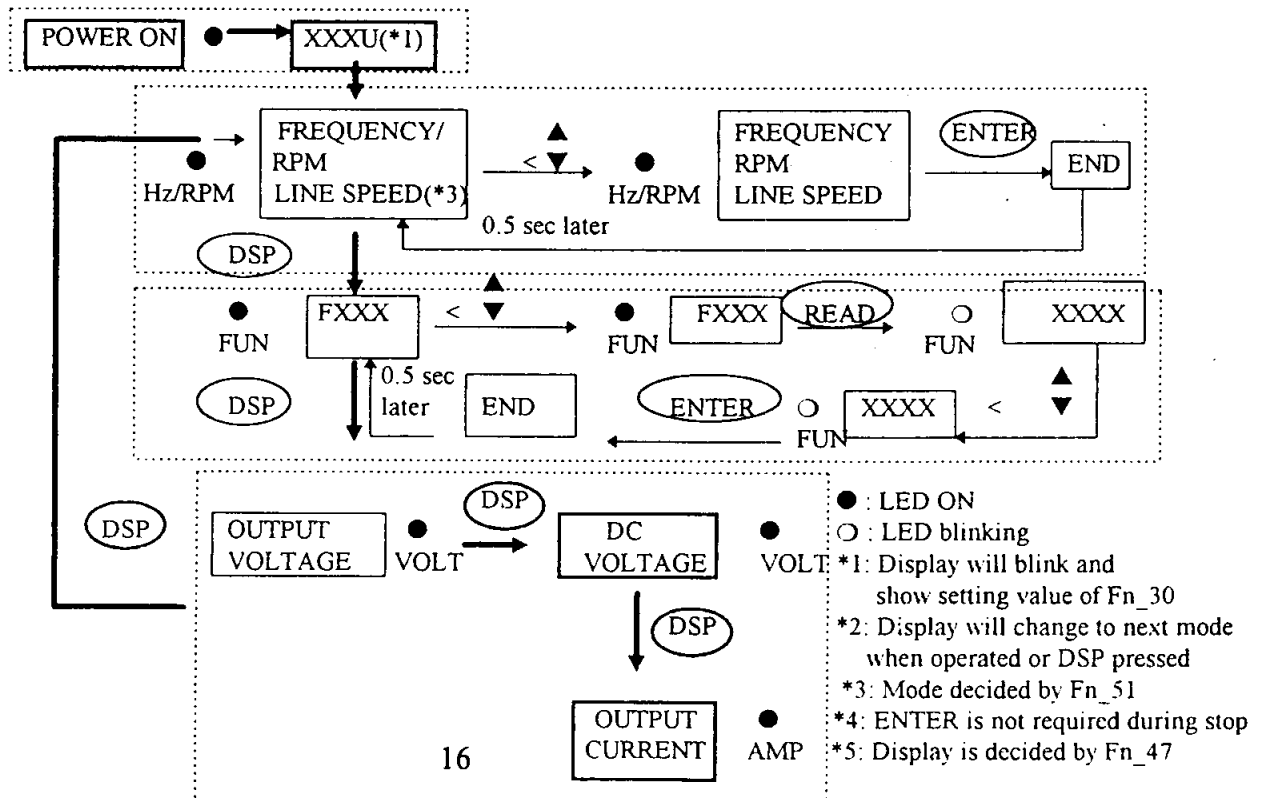 POWER ON ● XXXU(*1)
FREQUENCY/
RPM
LINE SPEED(*3)
● Hz/RPM
< ▲
▼
● Hz/RPM
FREQUENCY
RPM
LINE SPEED
ENTER
END
0.5 sec later
DSP
● FUN
FXXX
< ▲
▼
● FUN
FXXX
READ
○ FUN
XXXX
DSP
0.5 sec
later
END
ENTER
○ FUN
XXXX
< ▲
▼
DSP
OUTPUT
VOLTAGE
● VOLT
DSP
DC
VOLTAGE
● VOLT
DSP
OUTPUT
CURRENT
● AMP
● : LED ON
○ : LED blinking
*1: Display will blink and
show setting value of Fn_30
*2: Display will change to next mode
when operated or DSP pressed
*3: Mode decided by Fn_51
*4: ENTER is not required during stop
*5: Display is decided by Fn_47
16